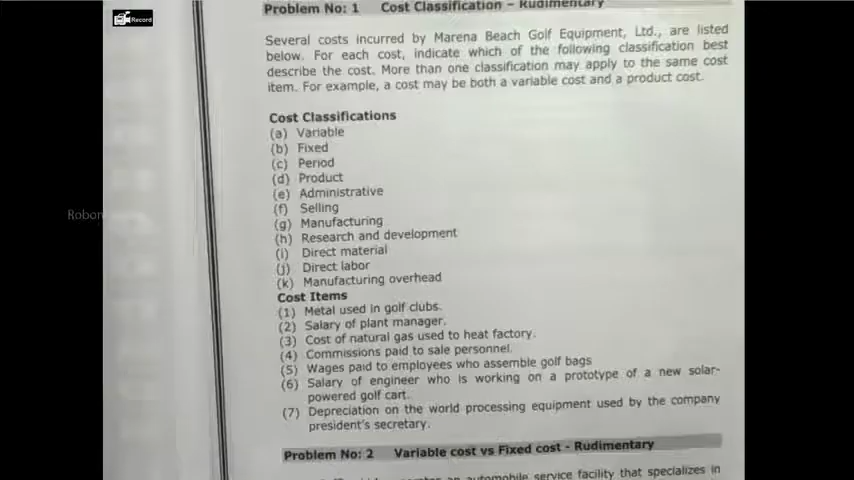 Record
Problem No: 1 Cost Classification – Rudimentary
Several costs incurred by Marena Beach Golf Equipment, Ltd., are listed
below. For each cost, indicate which of the following classification best
describe the cost. More than one classification may apply to the same cost
item. For example, a cost may be both a variable cost and a product cost.
Cost Classifications
(a) Variable
(b) Fixed
(c) Period
(d) Product
(e) Administrative
(f) Selling
(g) Manufacturing
(h) Research and development
(i) Direct material
(j) Direct labor
(k) Manufacturing overhead
Cost Items
(1) Metal used in golf clubs.
(2) Salary of plant manager.
(3) Cost of natural gas used to heat factory.
(4) Commissions paid to sale personnel.
(5) Wages paid to employees who assemble golf bags
(6) Salary of engineer who is working on a prototype of a new solar-
powered golf cart.
(7) Depreciation on the world processing equipment used by the company
president's secretary.
Problem No: 2 Variable cost vs Fixed cost - Rudimentary
an automobile service facility that specializes in